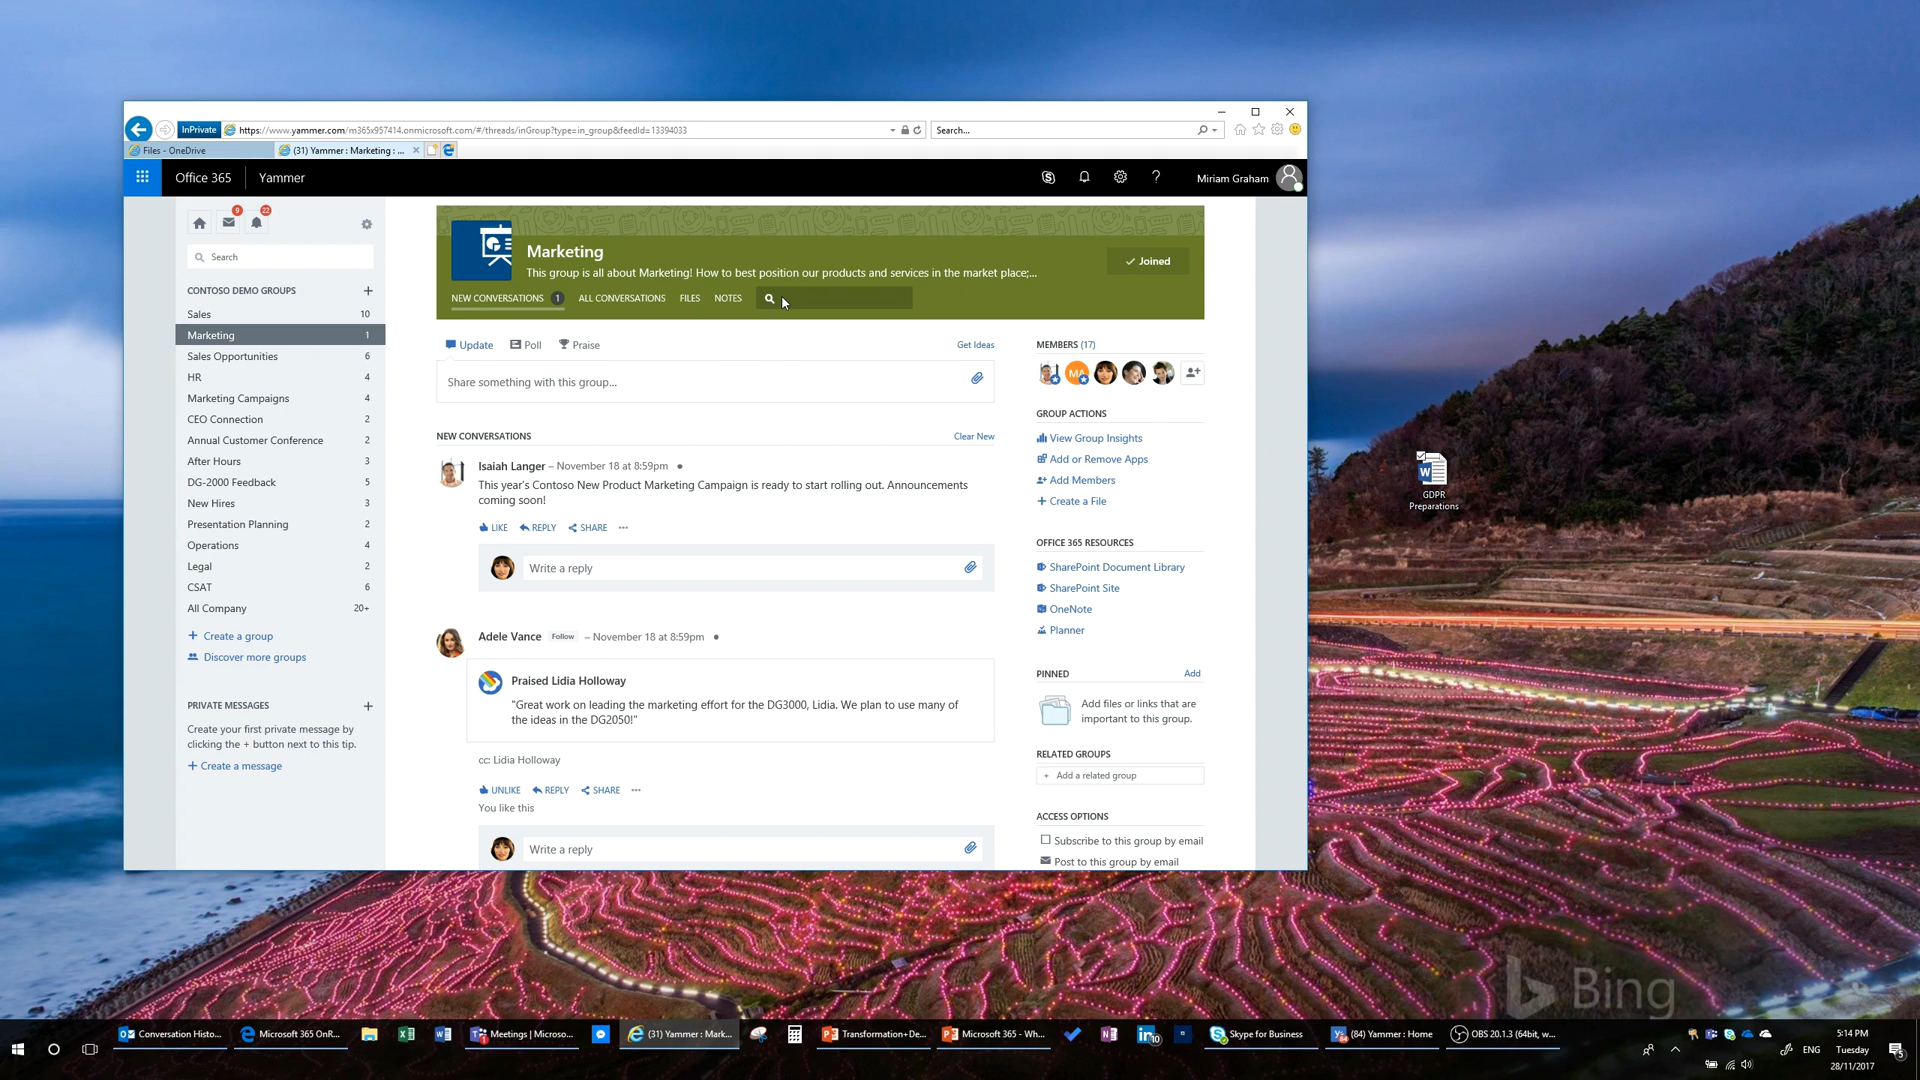 InPrivate
https://www.yammer.com/m365x957414.onmicrosoft.com/#/threads/inGroup?type=in_group&feedId=13394033
Search...
Files - OneDrive
(31) Yammer : Marketing : ...
Office 365
Yammer
Miriam Graham
9
22
Search
CONTOSO DEMO GROUPS
Sales 10
Marketing 1
Sales Opportunities 6
HR 4
Marketing Campaigns 4
CEO Connection 2
Annual Customer Conference 2
After Hours 3
DG-2000 Feedback 5
New Hires 3
Presentation Planning 2
Operations 4
Legal 2
CSAT 6
All Company 20+
Create a group
Discover more groups
PRIVATE MESSAGES
Create your first private message by
clicking the + button next to this tip.
Create a message
Marketing
This group is all about Marketing! How to best position our products and services in the market place;...
Joined
NEW CONVERSATIONS 1 ALL CONVERSATIONS FILES NOTES
Update Poll Praise Get Ideas
Share something with this group...
NEW CONVERSATIONS Clear New
Isaiah Langer – November 18 at 8:59pm
This year's Contoso New Product Marketing Campaign is ready to start rolling out. Announcements
coming soon!
LIKE REPLY SHARE ...
Write a reply
Adele Vance Follow – November 18 at 8:59pm
Praised Lidia Holloway
"Great work on leading the marketing effort for the DG3000, Lidia. We plan to use many of
the ideas in the DG2050!"
cc: Lidia Holloway
UNLIKE REPLY SHARE ...
You like this
Write a reply
MEMBERS (17)
MA
GROUP ACTIONS
View Group Insights
Add or Remove Apps
Add Members
Create a File
OFFICE 365 RESOURCES
SharePoint Document Library
SharePoint Site
OneNote
Planner
PINNED Add
Add files or links that are
important to this group.
RELATED GROUPS
+ Add a related group
ACCESS OPTIONS
Subscribe to this group by email
Post to this group by email
GDPR
Preparations
Bing
Conversation Histo...
Microsoft 365 OnR...
Meetings | Microso...
(31) Yammer : Mark...
Transformation+De...
Microsoft 365 - Wh...
10
Skype for Business
(84) Yammer : Home
OBS 20.1.3 (64bit, w...
ENG
5:14 PM
Tuesday
28/11/2017
5